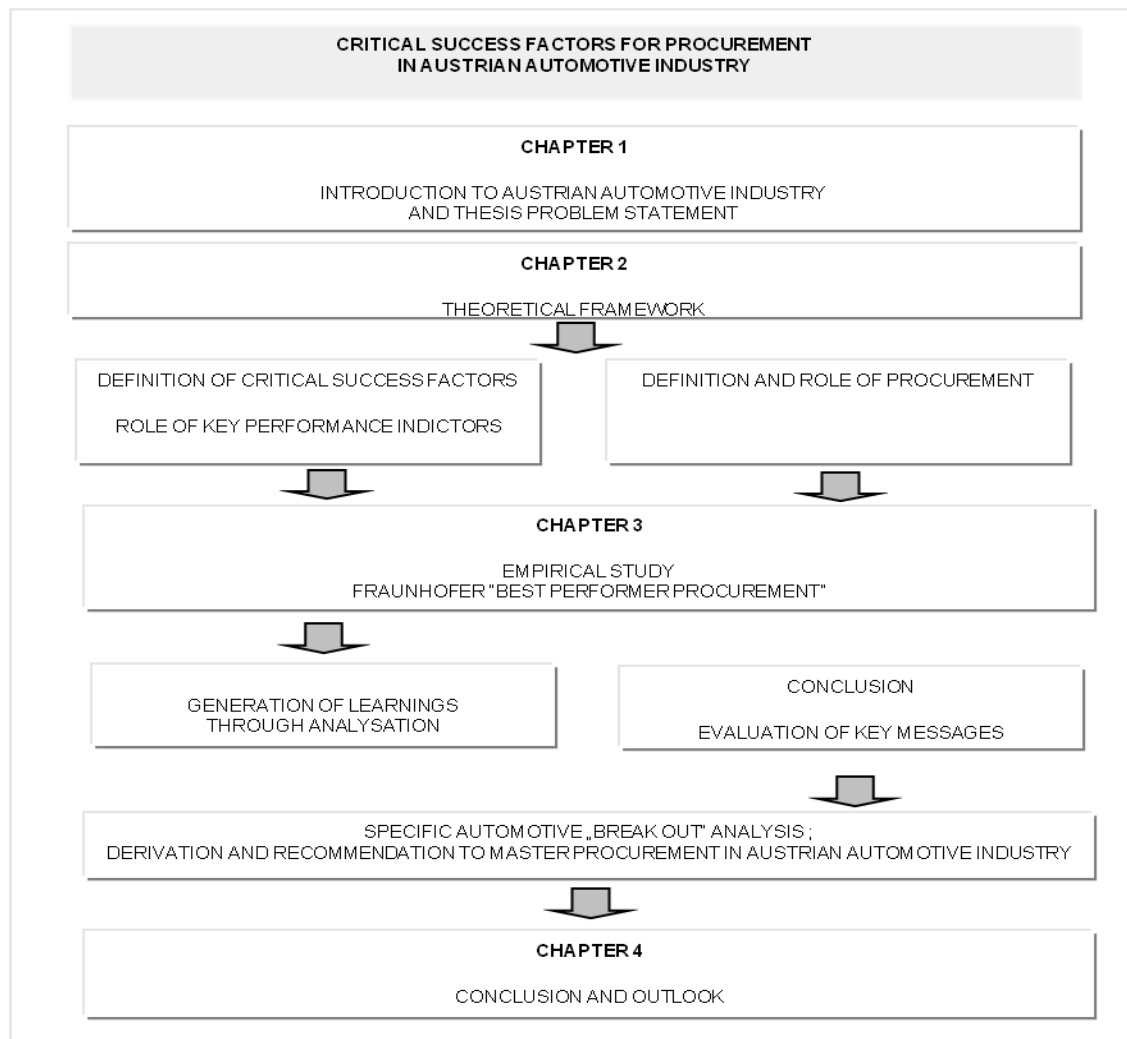 CRITICAL SUCCESS FACTORS FOR PROCUREMENT
IN AUSTRIAN AUTOMOTIVE INDUSTRY
CHAPTER 1
INTRODUCTION TO AUSTRIAN AUTOMOTIVE INDUSTRY
AND THESIS PROBLEM STATEMENT
CHAPTER 2
THEORETICAL FRAMEWORK
DEFINITION OF CRITICAL SUCCESS FACTORS
ROLE OF KEY PERFORMANCE INDICTORS
DEFINITION AND ROLE OF PROCUREMENT
CHAPTER 3
EMPIRICAL STUDY
FRAUNHOFER "BEST PERFORMER PROCUREMENT"
GENERATION OF LEARNINGS
THROUGH ANALYSATION
CONCLUSION
EVALUATION OF KEY MESSAGES
SPECIFIC AUTOMOTIVE „BREAK OUT" ANALYSIS ;
DERIVATION AND RECOMMENDATION TO MASTER PROCUREMENT IN AUSTRIAN AUTOMOTIVE INDUSTRY
CHAPTER 4
CONCLUSION AND OUTLOOK